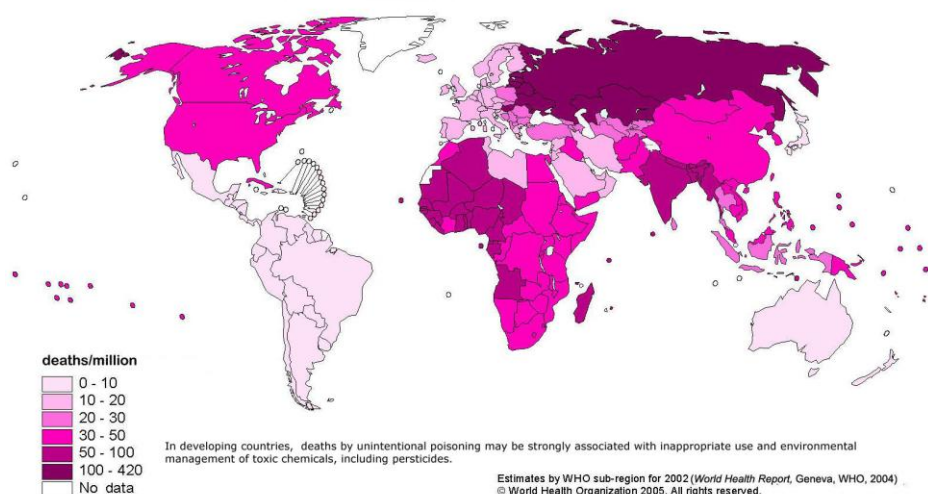 deaths/million
0 - 10
10 - 20
20 - 30
30 - 50
50 - 100
100 - 420
No data
In developing countries, deaths by unintentional poisoning may be strongly associated with inappropriate use and environmental
management of toxic chemicals, including persticides.
Estimates by WHO sub-region for 2002 (World Health Report, Geneva, WHO, 2004)
© World Health Organization 2005. All rights reserved.